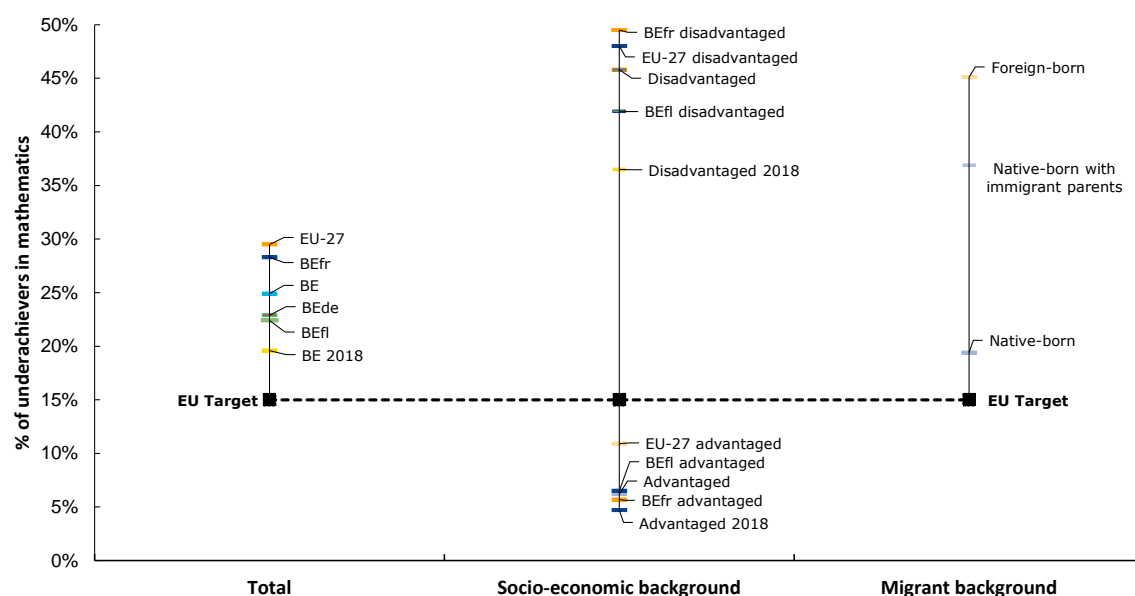 % of underachievers in mathematics
50%
45%
40%
35%
30%
25%
20%
15%
10%
5%
0%
EU-27
BEfr
BE
BEde
BEfl
BE 2018
EU Target
BEfr disadvantaged
EU-27 disadvantaged
Disadvantaged
BEfl disadvantaged
Disadvantaged 2018
EU-27 advantaged
BEfl advantaged
Advantaged
BEfr advantaged
Advantaged 2018
Foreign-born
Native-born with
immigrant parents
Native-born
EU Target
Total
Socio-economic background
Migrant background